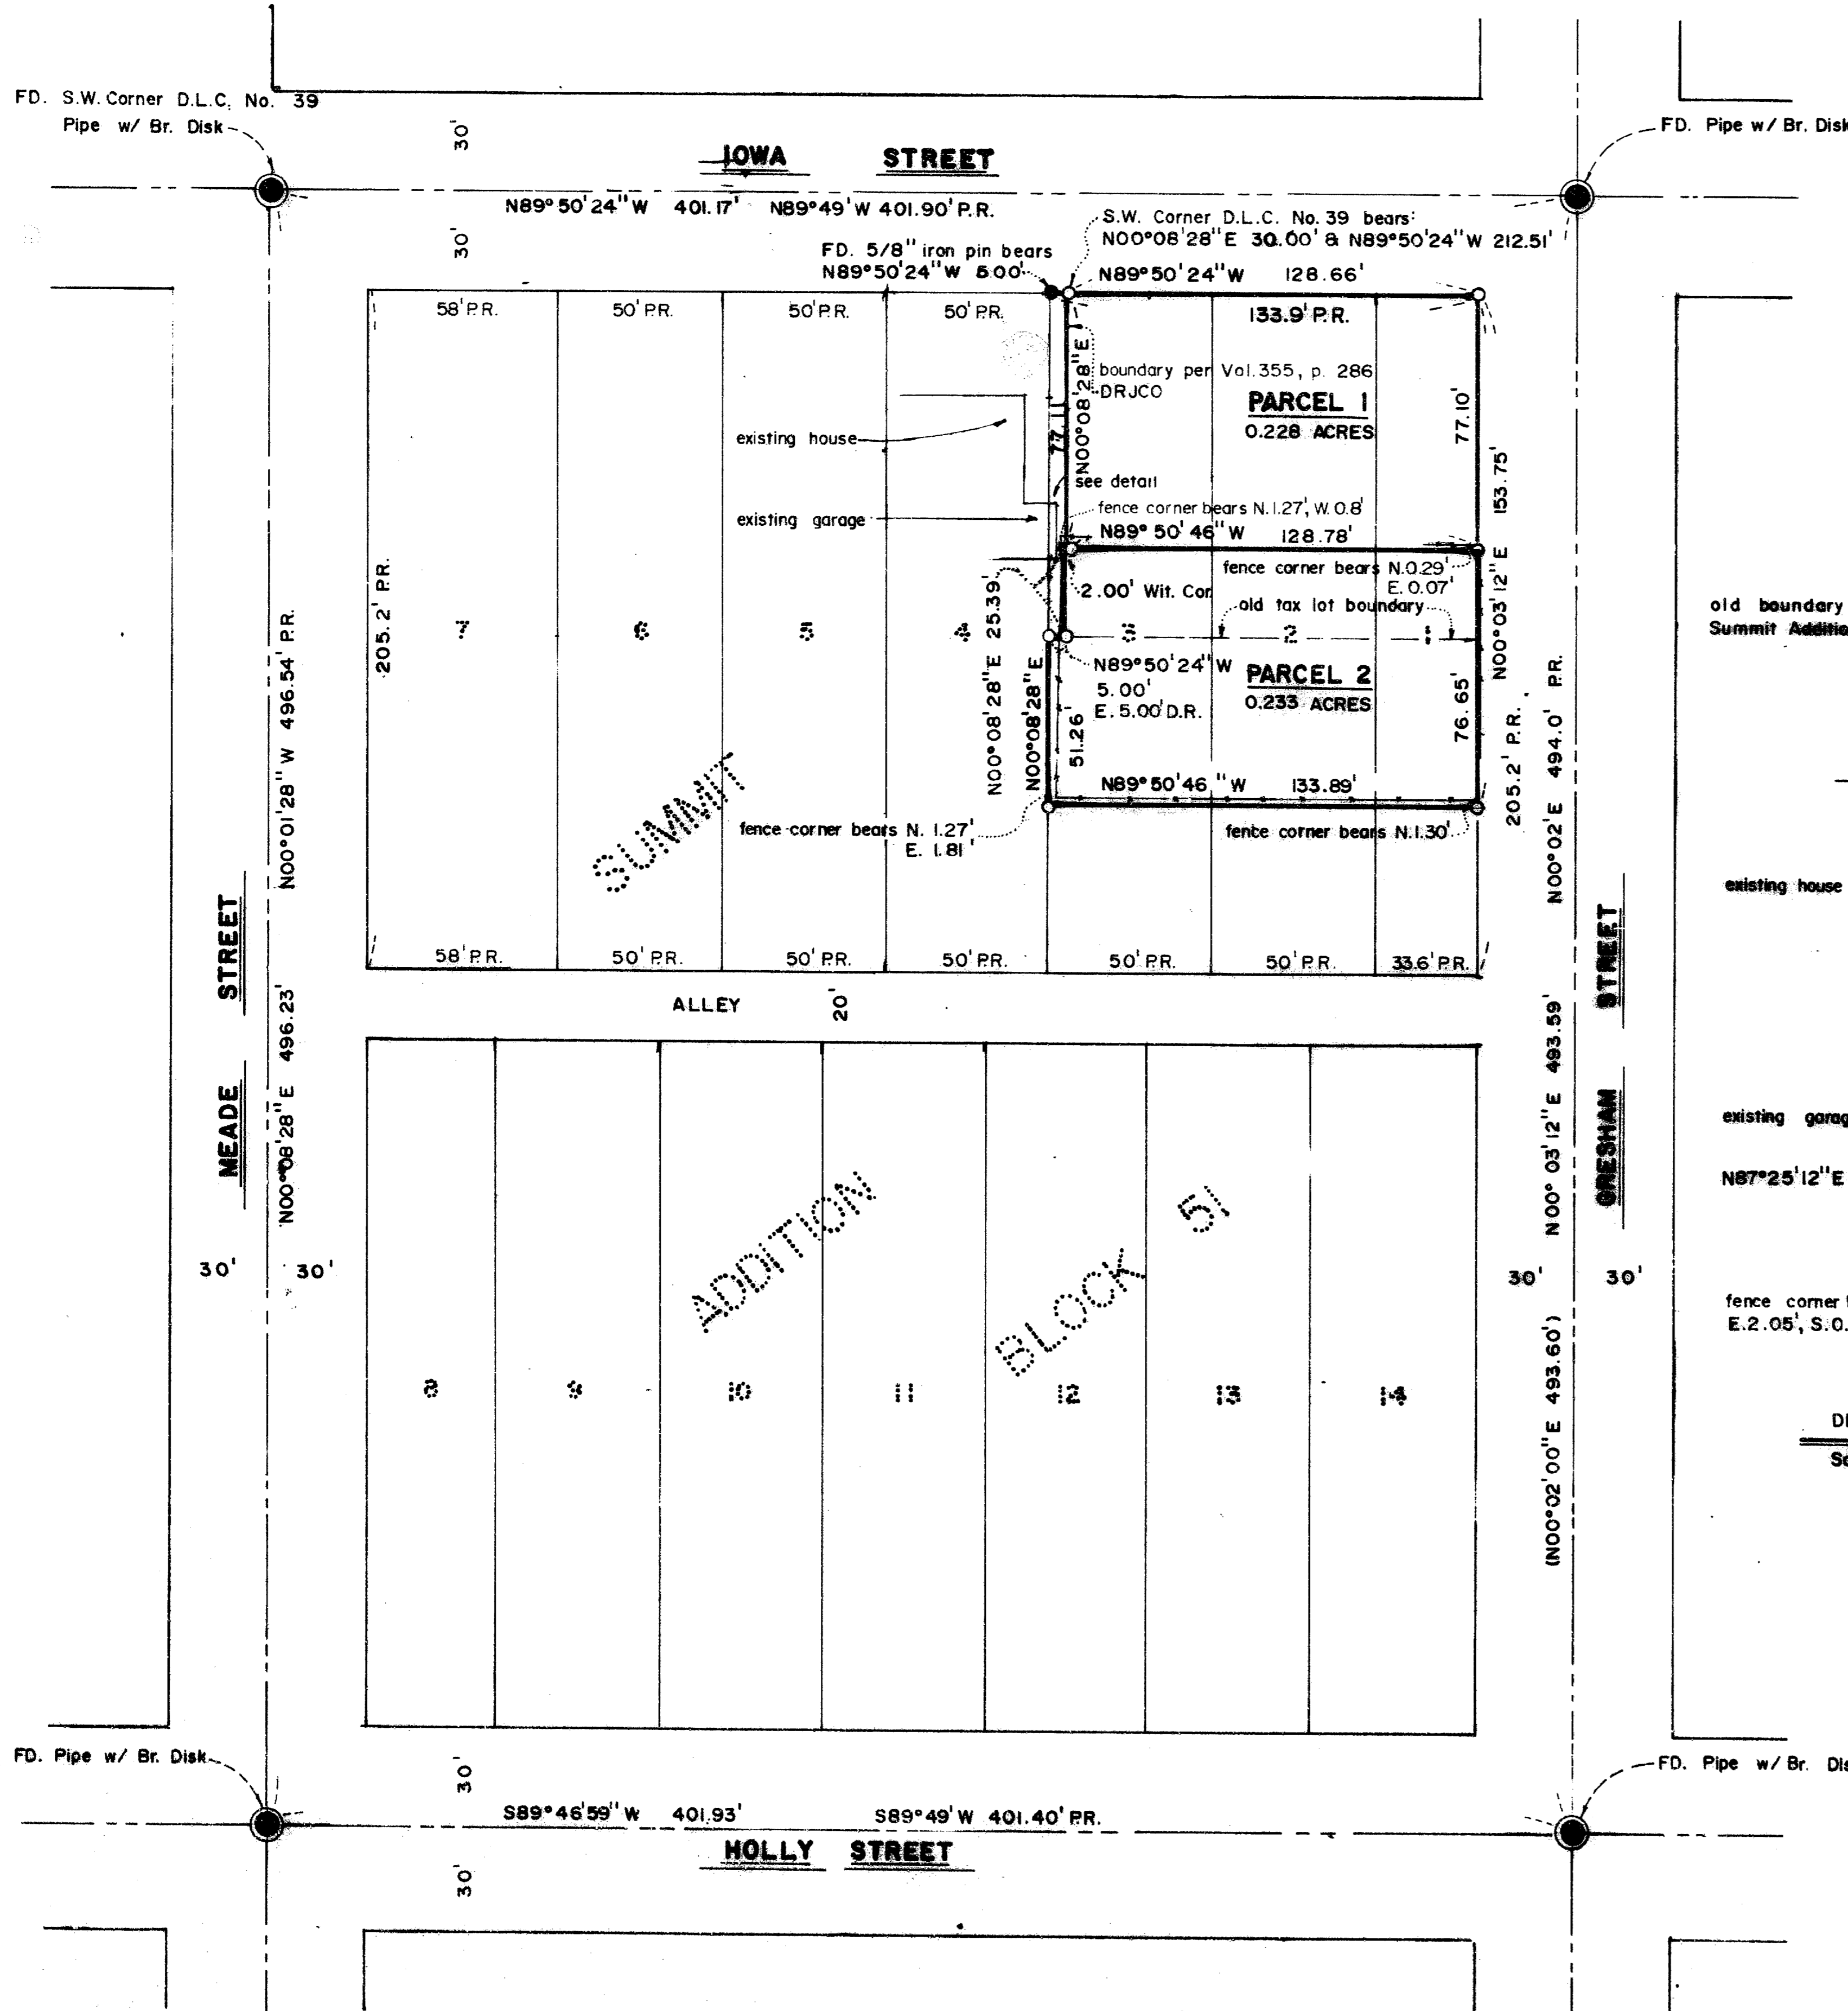 FD. S.W. Corner D.L.C. No. 39
Pipe w/ Br. Disk
30'
IOWA STREET
FD. Pipe w/ Br. Disk
N89°50'24"W 401.17' N89°49'W 401.90' P.R.
30'
S.W. Corner D.L.C. No. 39 bears:
N00°08'28"E 30.00' & N89°50'24"W 212.51'
FD. 5/8" iron pin bears
N89°50'24"W 5.00'
N89°50'24"W 128.66'
58' P.R.
50' P.R.
50' P.R.
50' P.R.
133.9' P.R.
N00°08'28"E
boundary per Vol. 355, p. 286
DRJCO
PARCEL 1
0.228 ACRES
77.10'
153.75'
existing house
see detail
existing garage
fence corner bears N.1.27', W.0.8'
N89°50'46"W 128.78'
fence corner bears N.0.29'
E. 0.07'
2.00' Wit. Cor.
old tax lot boundary
205.2' P.R.
N00°08'28"E 25.39'
N00°03'12"E
old boundary
7
6
5
4
3
2
1
N89°50'24"W
5.00'
E. 5.00' D.R.
PARCEL 2
0.233 ACRES
N00°08'28"E
51.26'
76.65'
205.2' P.R.
N00°02'E 494.0' P.R.
N00°01'28"W 496.54' P.R.
N89°50'46"W 133.89'
fence corner bears N. 1.27'
E. 1.81'
fence corner bears N.1.30'
SUMMIT
existing house
MEADE STREET
GRESHAM STREET
58' P.R.
50' P.R.
50' P.R.
50' P.R.
50' P.R.
50' P.R.
33.6' P.R.
ALLEY
20'
N00°08'28"E 496.23'
N00°03'12"E 493.59'
existing
N87°25'12"E
ADDITION
BLOCK 51
30'
30'
30'
30'
fence corner
E.2.05', S.0.
(N00°02'00"E 493.60')
8
9
10
11
12
13
14
FD. Pipe w/ Br. Disk
30'
FD. Pipe w/ Br.
S89°46'59"W 401.93' S89°49'W 401.40' P.R.
HOLLY STREET
30'